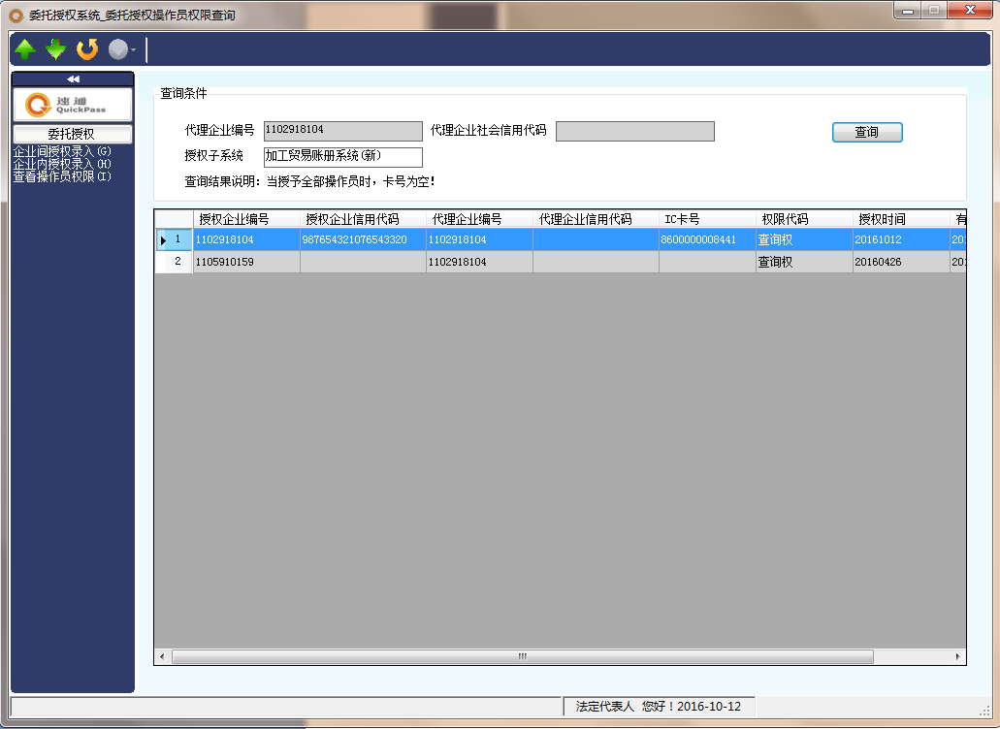 委托授权系统_委托授权操作员权限查询
速通
QuickPass
委托授权
企业间授权录入(G)
企业内授权录入(H)
查看操作员权限(I)
查询条件
代理企业编号 1102918104 代理企业社会信用代码 查询
授权子系统 加工贸易账册系统(新)
查询结果说明：当授予全部操作员时，卡号为空!
授权企业编号 授权企业信用代码 代理企业编号 代理企业信用代码 IC卡号 权限代码 授权时间 有
1 1102918104 987654321076543320 1102918104 8600000008441 查询权 20161012 20
2 1105910159 1102918104 查询权 20160426 20
法定代表人 您好！2016-10-12